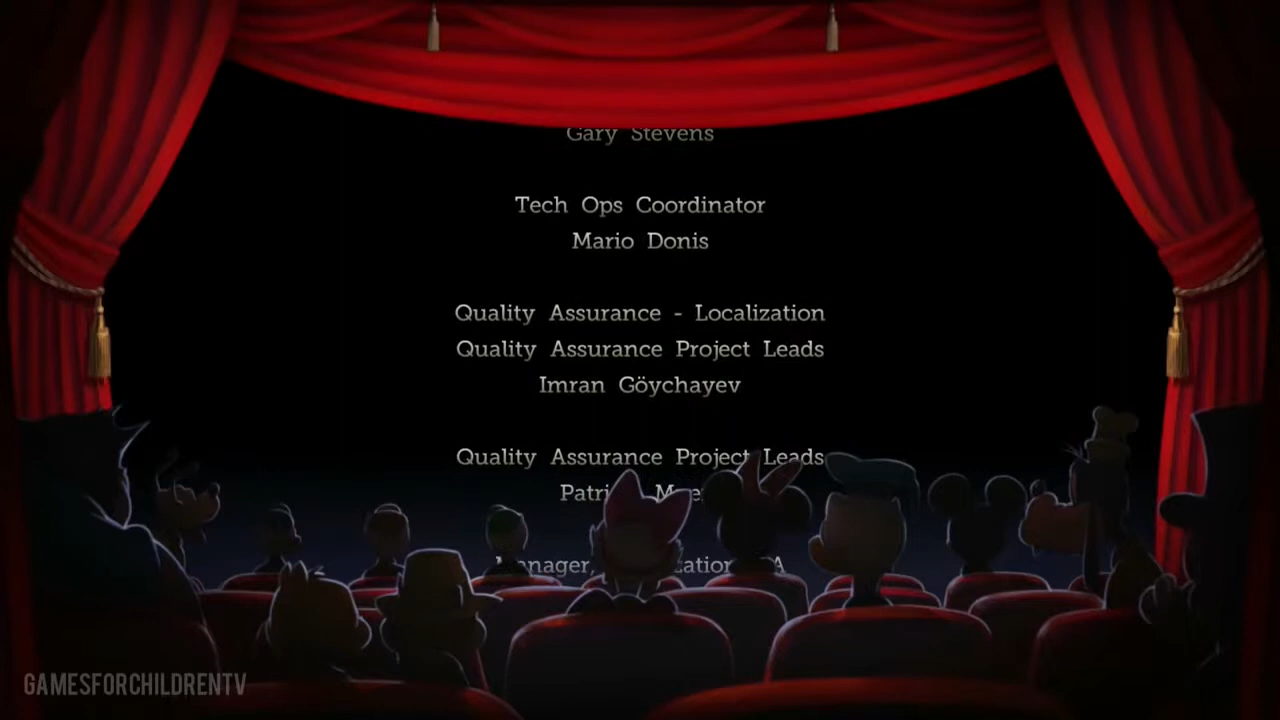 Gary Stevens
Tech Ops Coordinator
Mario Donis
Quality Assurance - Localization
Quality Assurance Project Leads
Imran Göychayev
Quality Assurance Project Leads
GAMESFORCHILDRENTV